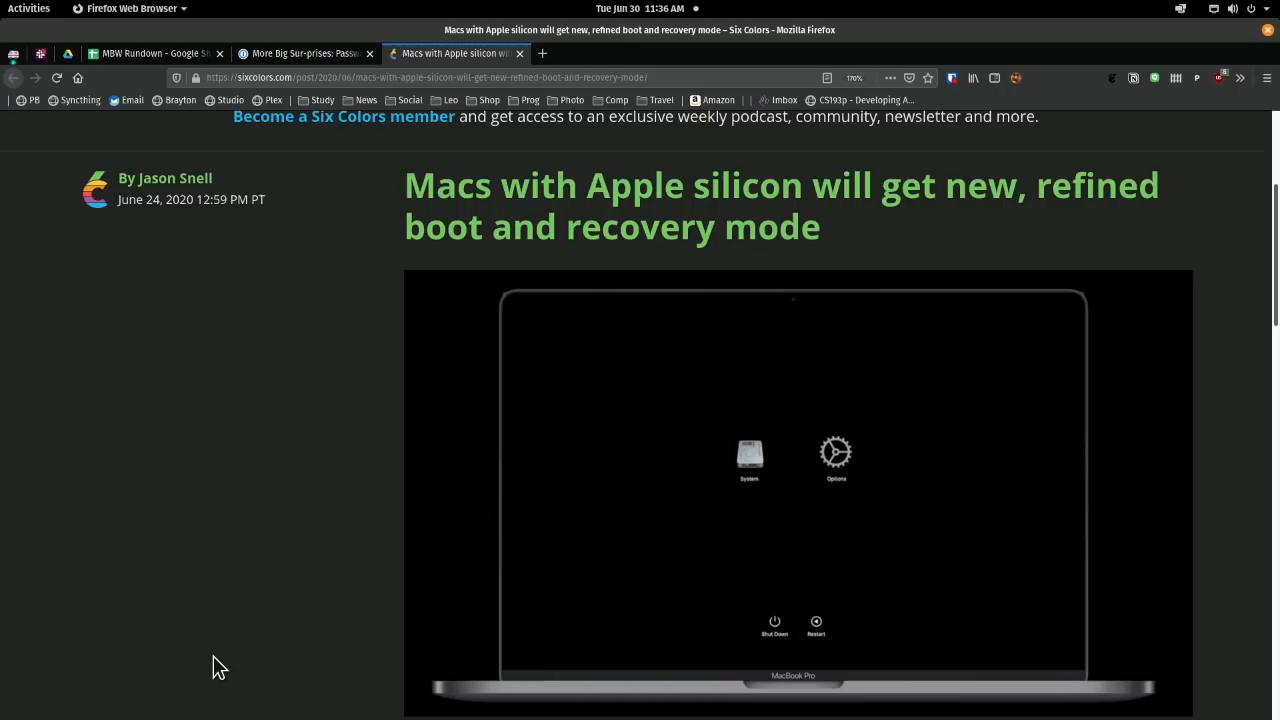 Activities
Firefox Web Browser
Tue Jun 30 11:36 AM
Macs with Apple silicon will get new, refined boot and recovery mode – Six Colors - Mozilla Firefox
MBW Rundown - Google Sh
More Big Sur-prises: Passw
Macs with Apple silicon wil
https://sixcolors.com/post/2020/06/macs-with-apple-silicon-will-get-new-refined-boot-and-recovery-mode/
170%
8
PB
Syncthing
Email
Brayton
Studio
Plex
Study
News
Social
Leo
Shop
Prog
Photo
Comp
Travel
Amazon
Inbox
CS193p - Developing A...
Become a Six Colors member and get access to an exclusive weekly podcast, community, newsletter and more.
By Jason Snell
June 24, 2020 12:59 PM PT
Macs with Apple silicon will get new, refined
boot and recovery mode
System
Options
Shut Down
Restart
MacBook Pro